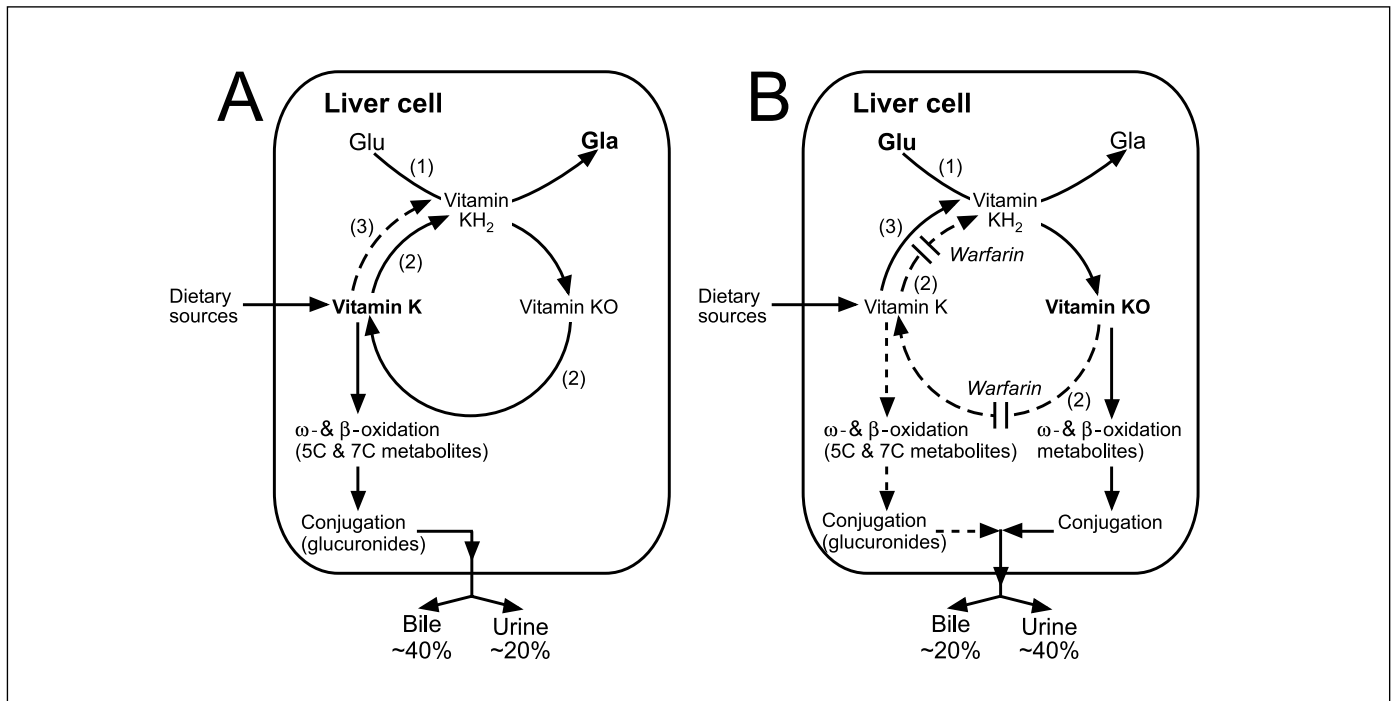 A
Liver cell
Glu
Gla
(1)
Vitamin
KH2
(3)
(2)
Dietary
sources
Vitamin K
Vitamin KO
(2)
ω-& β-oxidation
(5C & 7C metabolites)
Conjugation
(glucuronides)
Bile
~40%
Urine
~20%
B
Liver cell
Glu
Gla
(1)
Vitamin
KH2
(3)
Warfarin
(2)
Dietary
sources
Vitamin K
Vitamin KO
Warfarin
(2)
ω-& β-oxidation
(5C & 7C metabolites)
ω-& β-oxidation
metabolites)
Conjugation
(glucuronides)
Conjugation
Bile
~20%
Urine
~40%